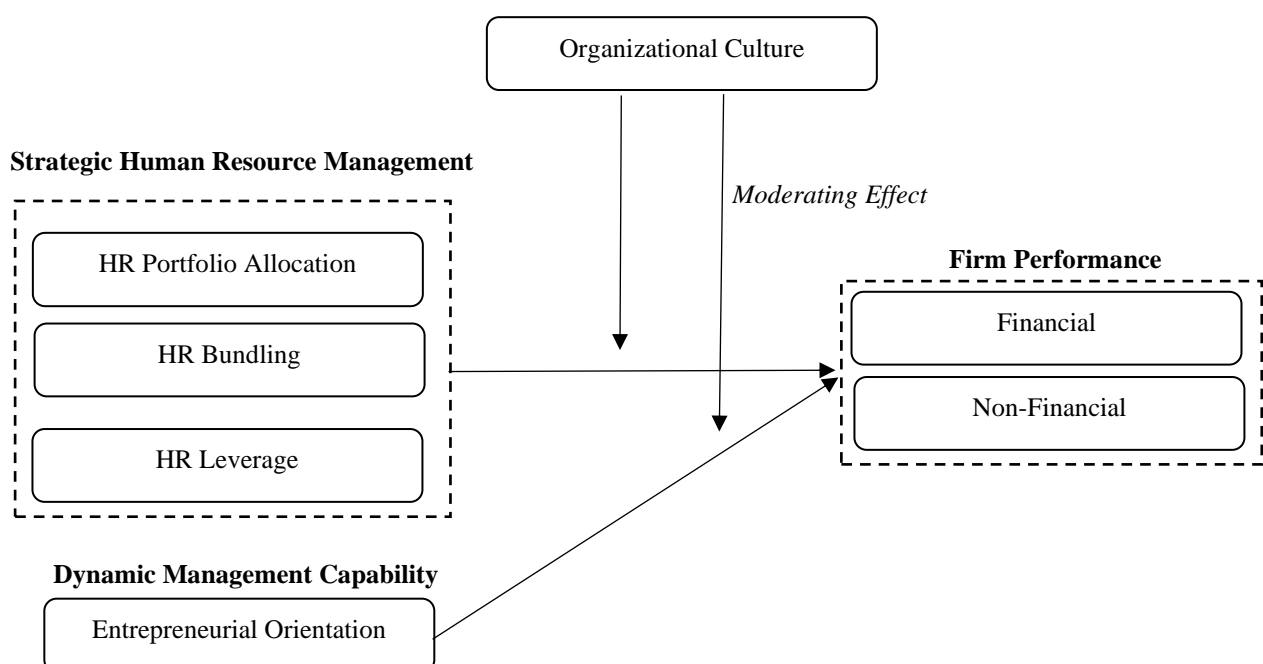 Organizational Culture
Strategic Human Resource Management
Moderating Effect
HR Portfolio Allocation
Firm Performance
Financial
HR Bundling
Non-Financial
HR Leverage
Dynamic Management Capability
Entrepreneurial Orientation